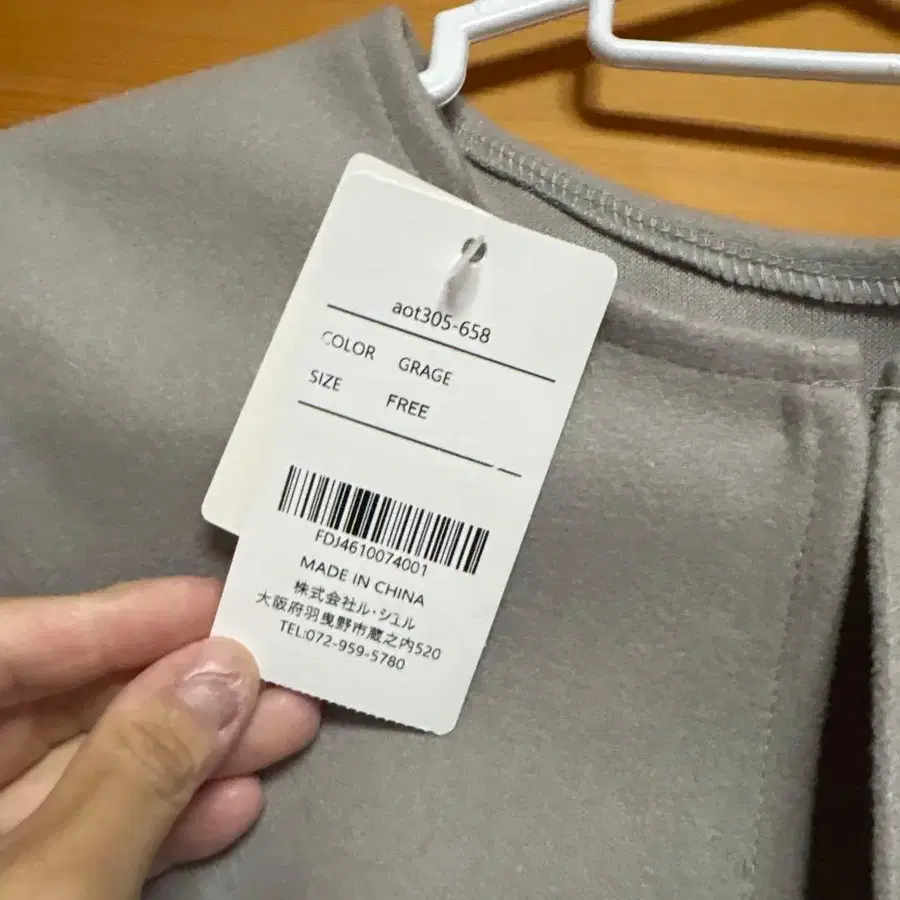 aot305-658
COLOR GRAGE
SIZE FREE
FDJ4610074001
MADE IN CHINA
株式会社ル・シェル
大阪府羽曳野市蔵之内520
TEL:072-959-5780